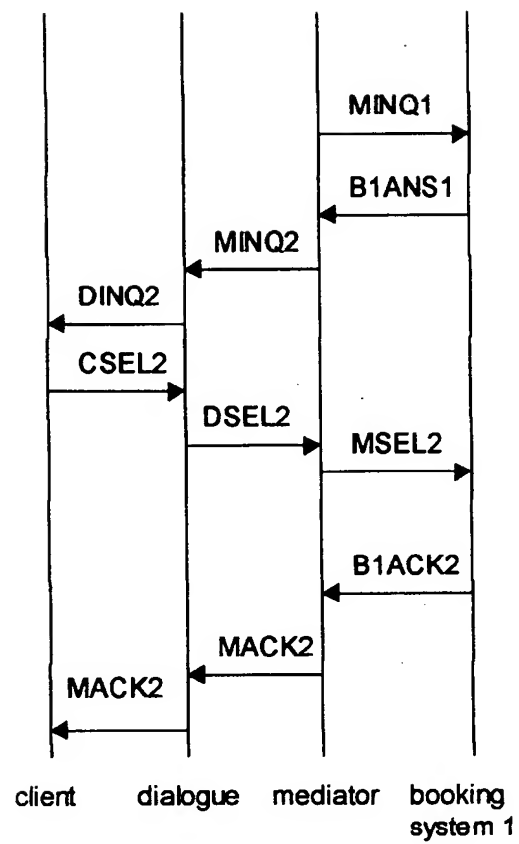 MINQ1
B1ANS1
MINQ2
DINQ2
CSEL2
DSEL2
MSEL2
B1ACK2
MACK2
MACK2
client dialogue mediator booking
system 1